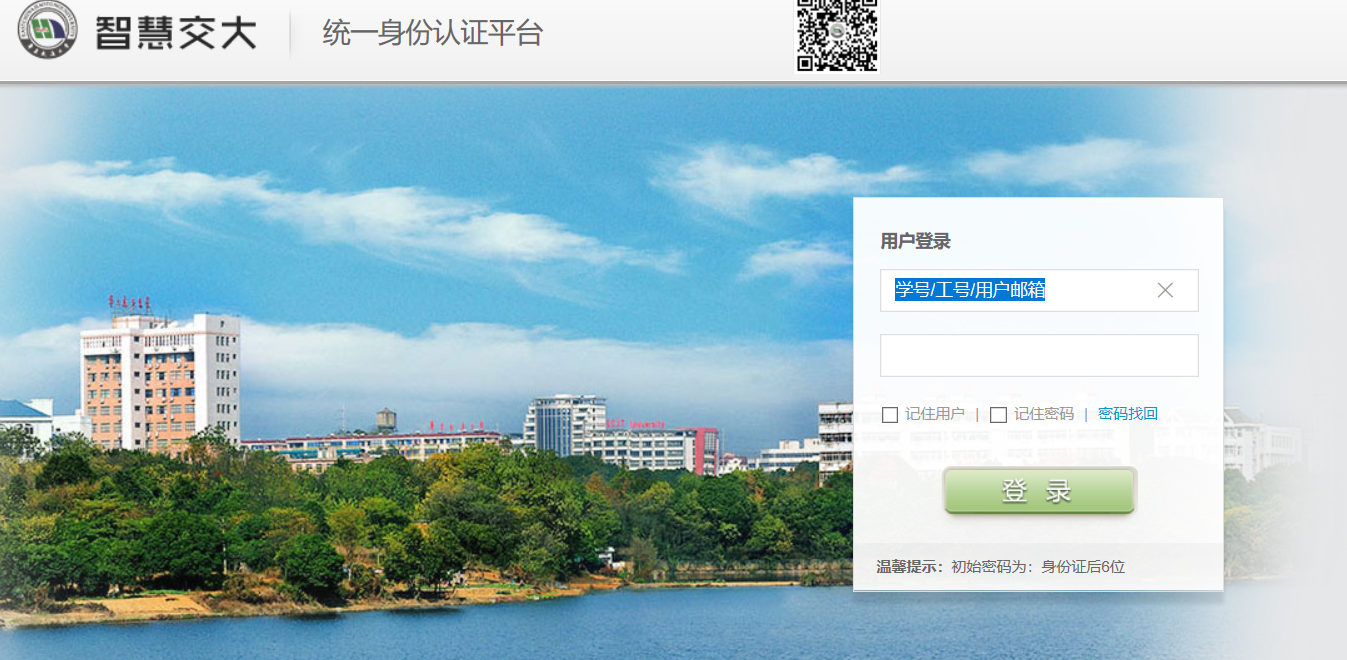 智慧交大
统一身份认证平台
用户登录
学号/工号/用户邮箱
记住用户 | 记住密码 | 密码找回
登 录
温馨提示：初始密码为：身份证后6位